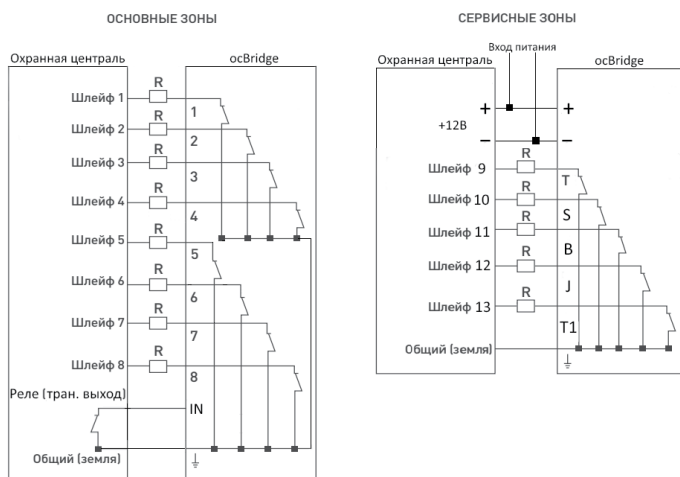 ОСНОВНЫЕ ЗОНЫ
Охранная централь
ocBridge
R
Шлейф 1
1
R
Шлейф 2
2
R
Шлейф 3
3
R
Шлейф 4
4
R
Шлейф 5
5
R
Шлейф 6
6
R
Шлейф 7
7
R
Шлейф 8
8
Реле (тран. выход)
IN
Общий (земля)
СЕРВИСНЫЕ ЗОНЫ
Вход питания
Охранная централь
ocBridge
+
+
+12В
−
−
R
Шлейф 9
T
R
Шлейф 10
S
R
Шлейф 11
B
R
Шлейф 12
J
R
Шлейф 13
T1
Общий (земля)